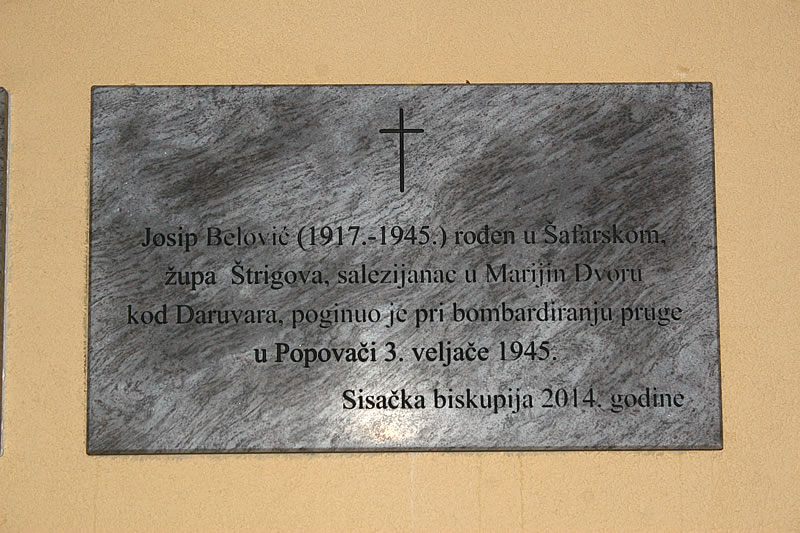 Josip Belović (1917.-1945.) rođen u Šafarskom,
župa Štrigova, salezijanac u Marijin Dvoru
kod Daruvara, poginuo je pri bombardiranju pruge
u Popovači 3. veljače 1945.
Sisačka biskupija 2014. godine